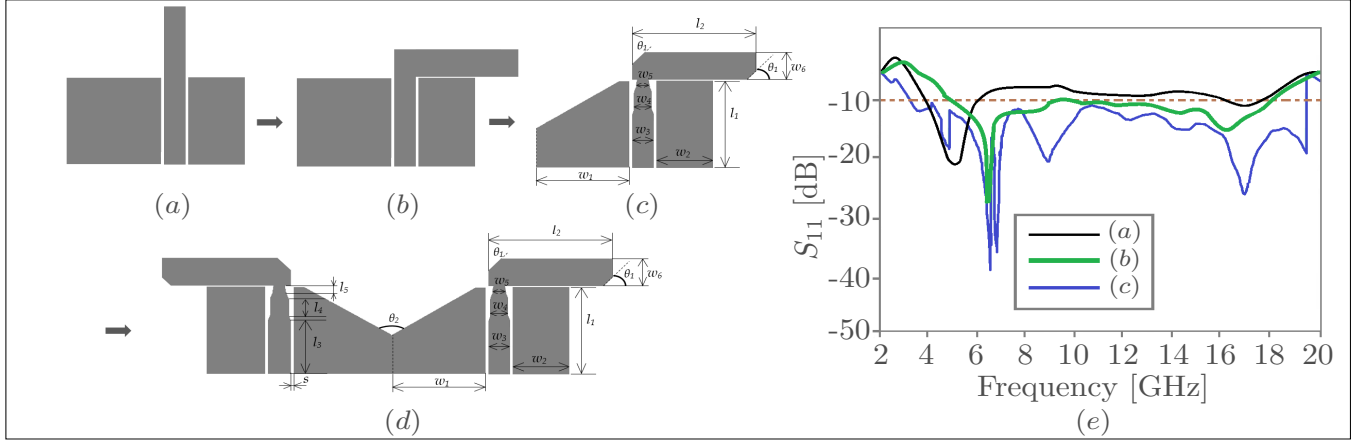 (a)
(b)
l₂
θ₁
θ₁
w₆
w₅
w₄
w₃
w₂
l₁
w₁
(c)
l₂
θ₁
θ₁
w₆
l₅
l₄
l₃
s
θ₂
w₅
w₄
w₃
w₂
l₁
w₁
(d)
S₁₁ [dB]
-10
-20
-30
-40
-50
2 4 6 8 10 12 14 16 18 20
Frequency [GHz]
(a)
(b)
(c)
(e)